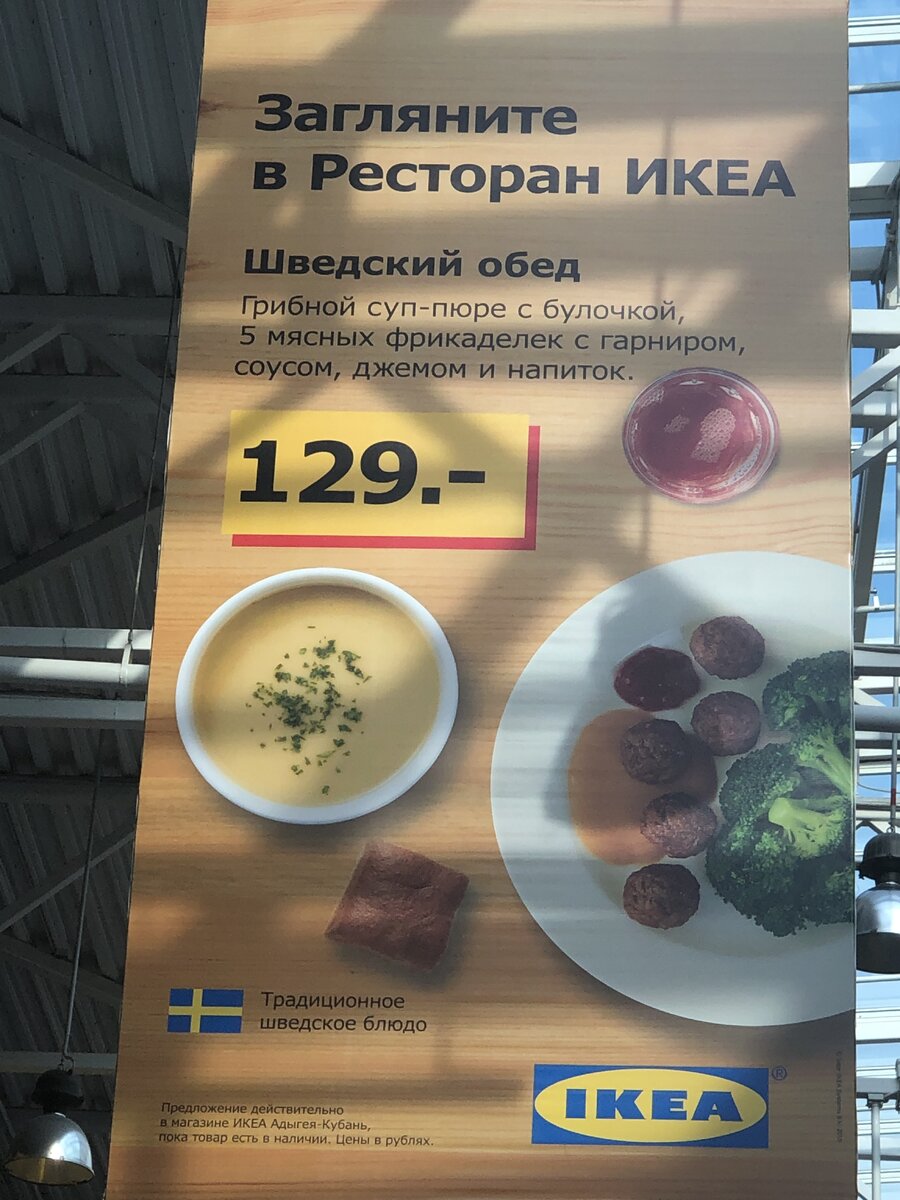 Загляните
в Ресторан ИКЕА
Шведский обед
Грибной суп-пюре с булочкой,
5 мясных фрикаделек с гарниром,
соусом, джемом и напиток.
129.-
Традиционное
шведское блюдо
IKEA®
Предложение действительно
в магазине ИКЕА Адыгея-Кубань,
пока товар есть в наличии. Цены в рублях.